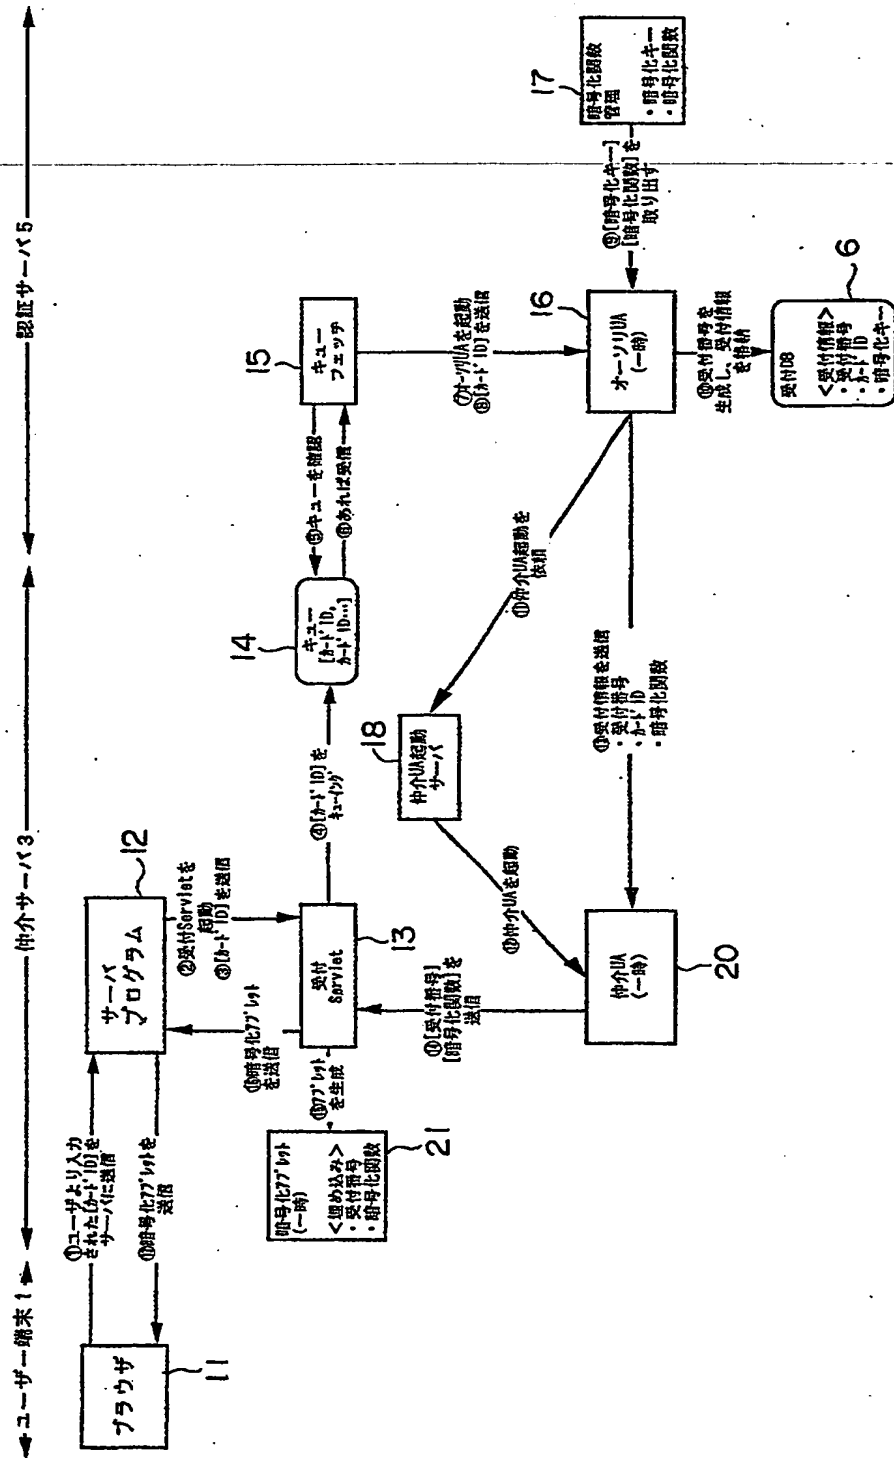 ユーザー端末1
仲介サーバ3
認証サーバ5
ブラウザ
11
①ユーザより入力
された[カードID]を
サーバに送信
⑰暗号化アプレットを
送信
サーバ
プログラム
12
②受付Servletを
起動
③[カードID]を送信
⑯暗号化アプレット
を送信
受付
Servlet
13
⑮アプレット
を生成
暗号化アプレット
(一時)
<埋め込み>
・受付番号
・暗号化関数
21
④[カードID]を
キューイング
キュー
[カードID,
カードID…]
14
⑤キューを確認
⑥あれば受信
キュー
フェッチ
15
⑦オーソリUAを起動
⑧[カードID]を送信
オーソリUA
(一時)
16
⑨[暗号化キー]
[暗号化関数]を
取り出す
暗号化関数
管理
・暗号化キー
・暗号化関数
17
⑩受付番号を
生成し、受付情報
を格納
受付DB
<受付情報>
・受付番号
・カードID
・暗号化キー
6
⑪仲介UA起動を
依頼
仲介UA起動
サーバ
18
⑫仲介UAを起動
⑬受付情報を送信
・受付番号
・カードID
・暗号化関数
仲介UA
(一時)
20
⑭[受付番号]
[暗号化関数]を
送信